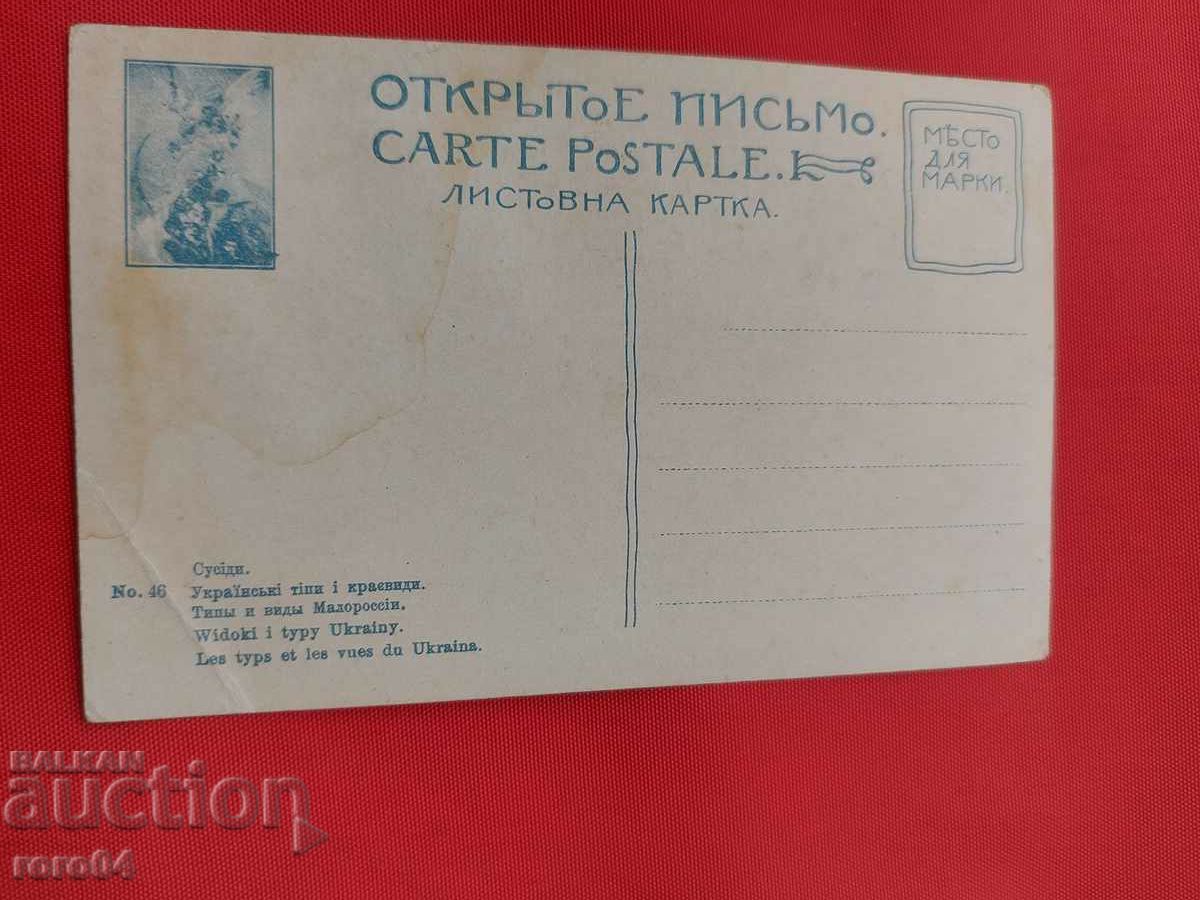 ОТКРЫТОЕ ПИСЬМО.
CARTE POSTALE.
ЛИСТОВНА КАРТКА.
МѢСТО
ДЛЯ
МАРКИ.
Сусіди.
No. 46 Українські тіпи і краєвиди.
Типы и виды Малороссіи.
Widoki i typy Ukrainy.
Les typs et les vues du Ukraina.
BALKAN
auction
roro04